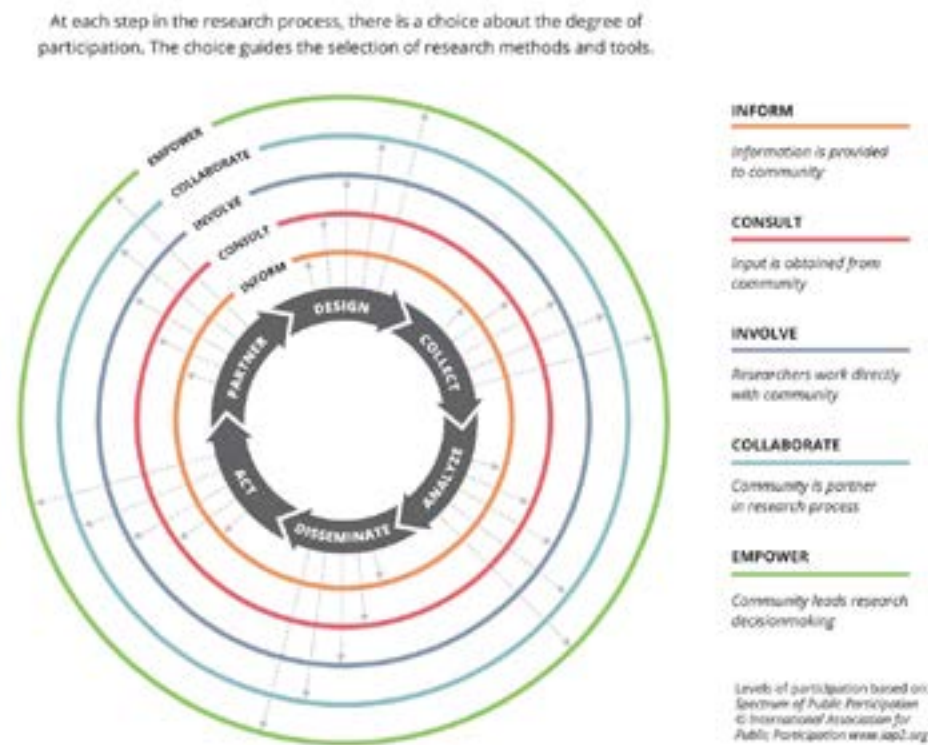 At each step in the research process, there is a choice about the degree of
participation. The choice guides the selection of research methods and tools.
EMPOWER
COLLABORATE
INVOLVE
CONSULT
INFORM
DESIGN
COLLECT
ANALYZE
DISSEMINATE
ACT
PARTNER
INFORM
Information is provided
to community
CONSULT
Input is obtained from
community
INVOLVE
Researchers work directly
with community
COLLABORATE
Community is partner
in research process
EMPOWER
Community leads research
decisionmaking
Levels of participation based on:
Spectrum of Public Participation
© International Association for
Public Participation www.iap2.org